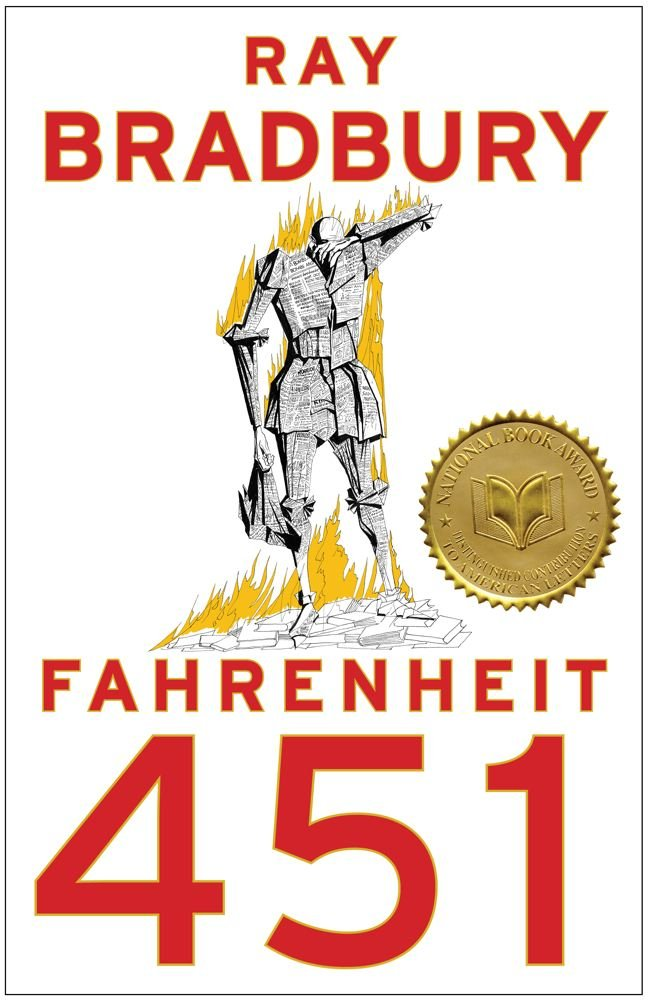 RAY
BRADBURY
NATIONAL BOOK AWARD
DISTINGUISHED CONTRIBUTION
TO AMERICAN LETTERS
FAHRENHEIT
451